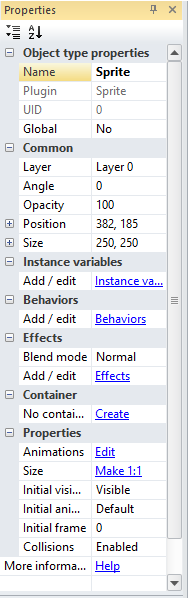 Properties
Object type properties
Name Sprite
Plugin Sprite
UID 0
Global No
Common
Layer Layer 0
Angle 0
Opacity 100
Position 382, 185
Size 250, 250
Instance variables
Add / edit Instance va...
Behaviors
Add / edit Behaviors
Effects
Blend mode Normal
Add / edit Effects
Container
No contai... Create
Properties
Animations Edit
Size Make 1:1
Initial visi... Visible
Initial ani... Default
Initial frame 0
Collisions Enabled
More informa... Help